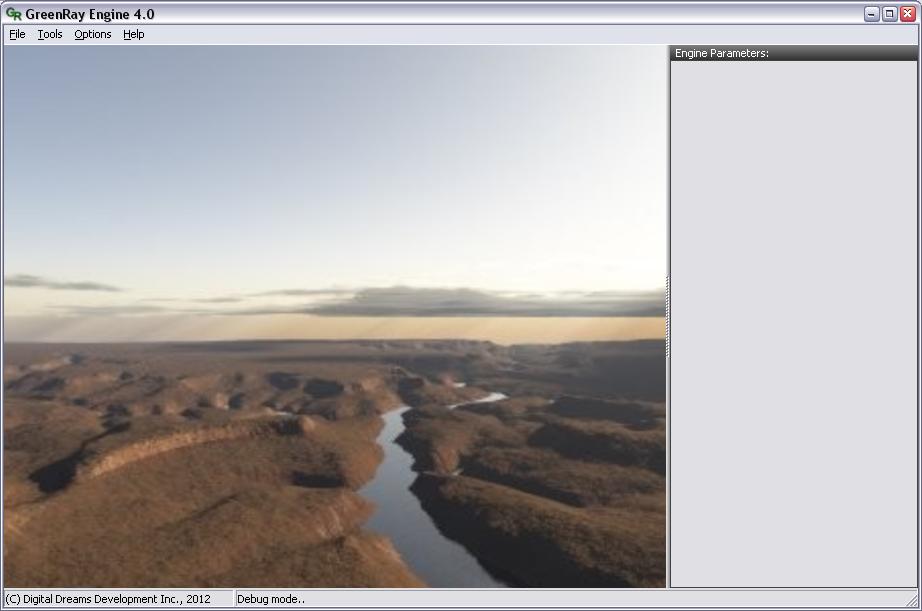 GR GreenRay Engine 4.0
File Tools Options Help
Engine Parameters:
(C) Digital Dreams Development Inc., 2012 Debug mode..